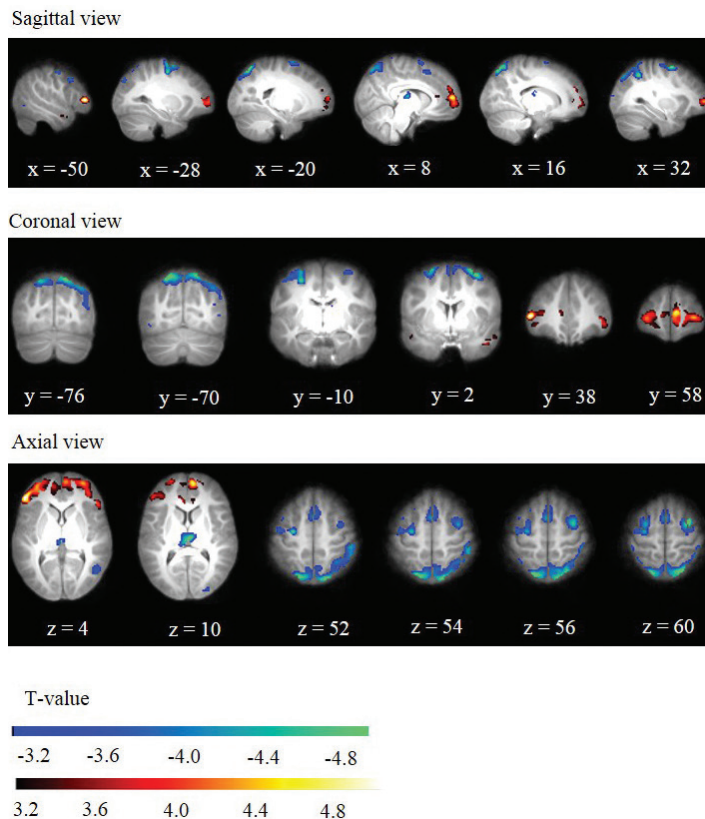 Sagittal view
x = -50 x = -28 x = -20 x = 8 x = 16 x = 32
Coronal view
y = -76 y = -70 y = -10 y = 2 y = 38 y = 58
Axial view
z = 4 z = 10 z = 52 z = 54 z = 56 z = 60
T-value
-3.2 -3.6 -4.0 -4.4 -4.8
3.2 3.6 4.0 4.4 4.8